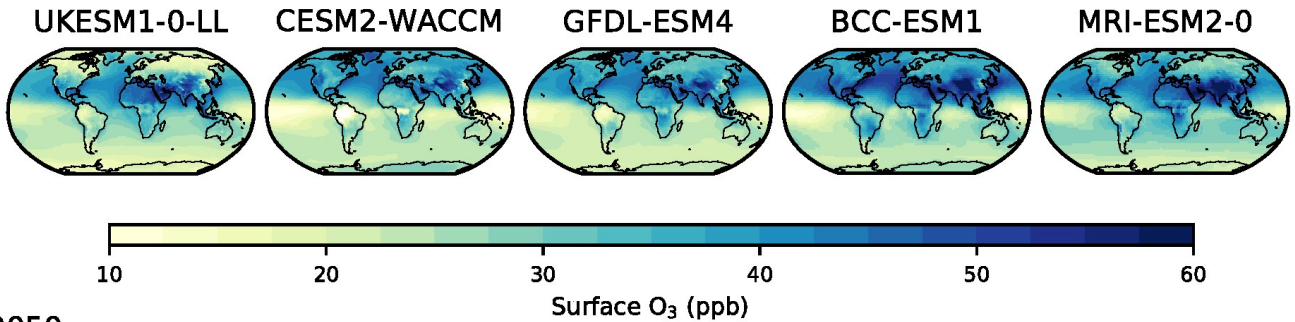 UKESM1-0-LL CESM2-WACCM GFDL-ESM4 BCC-ESM1 MRI-ESM2-0
10 20 30 40 50 60
Surface O₃ (ppb)